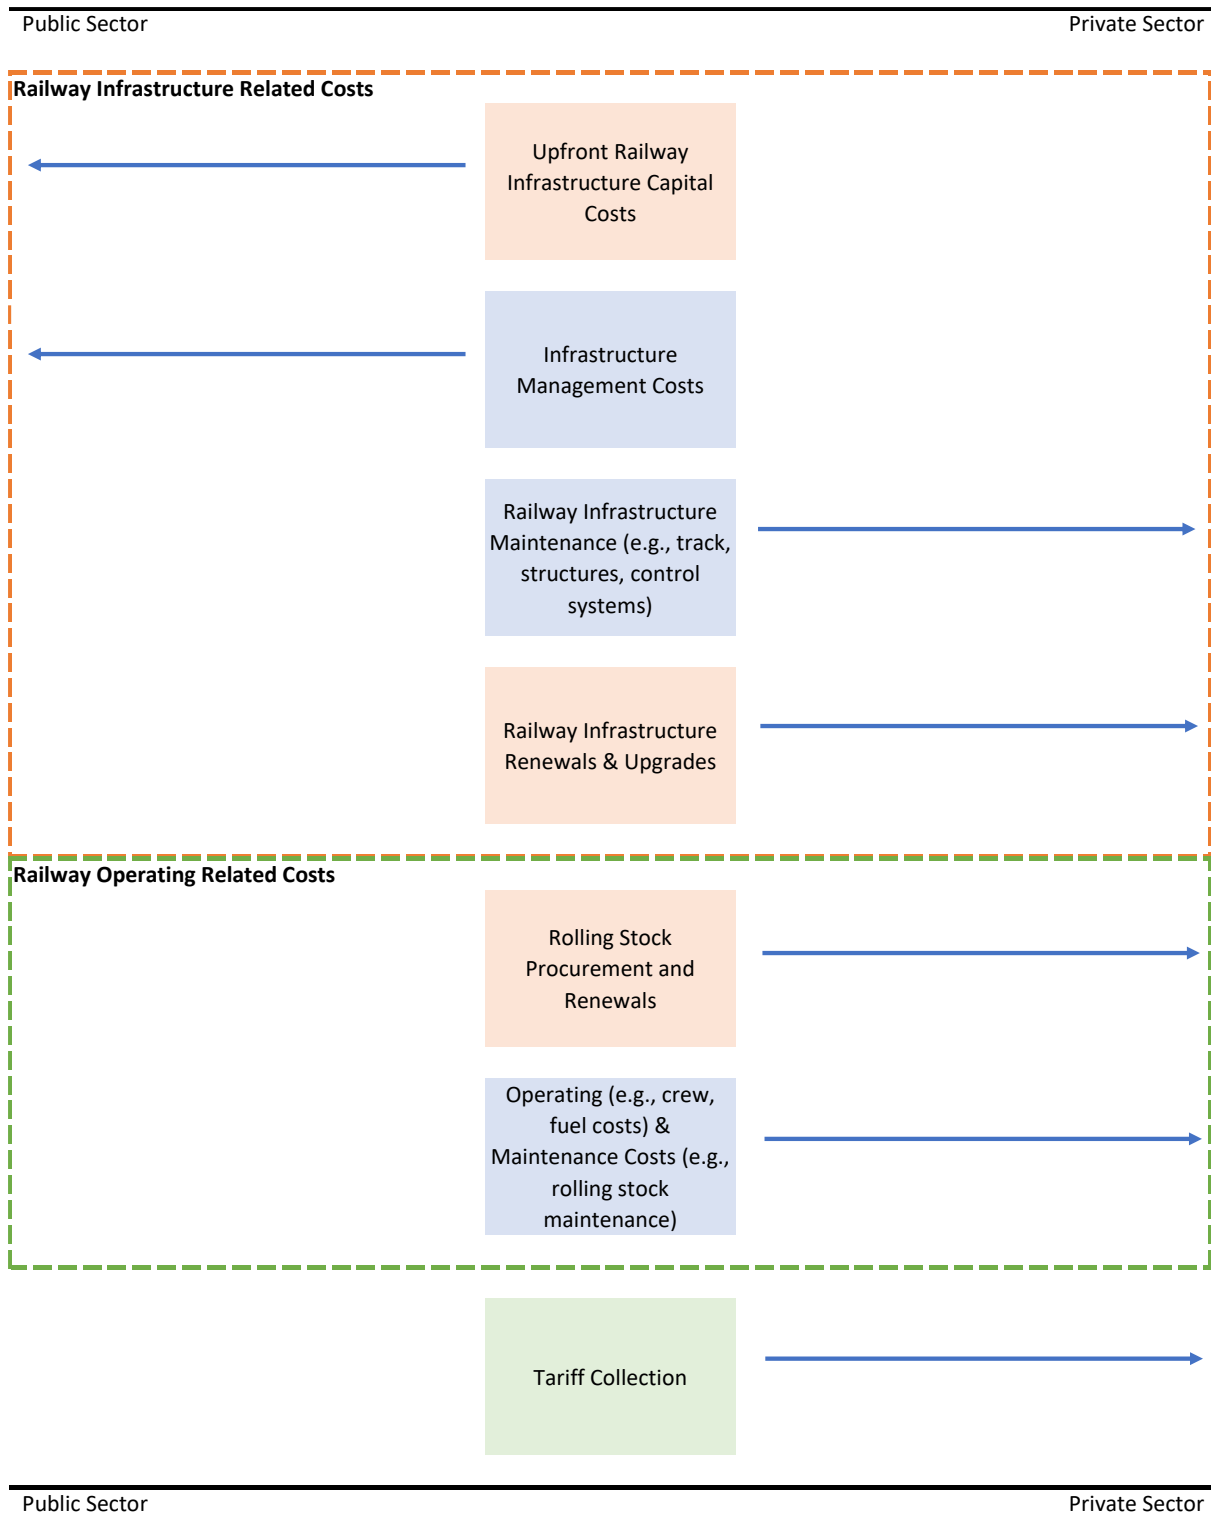 Public Sector
Private Sector
Railway Infrastructure Related Costs
Upfront Railway
Infrastructure Capital
Costs
Infrastructure
Management Costs
Railway Infrastructure
Maintenance (e.g., track,
structures, control
systems)
Railway Infrastructure
Renewals & Upgrades
Railway Operating Related Costs
Rolling Stock
Procurement and
Renewals
Operating (e.g., crew,
fuel costs) &
Maintenance Costs (e.g.,
rolling stock
maintenance)
Tariff Collection
Public Sector
Private Sector